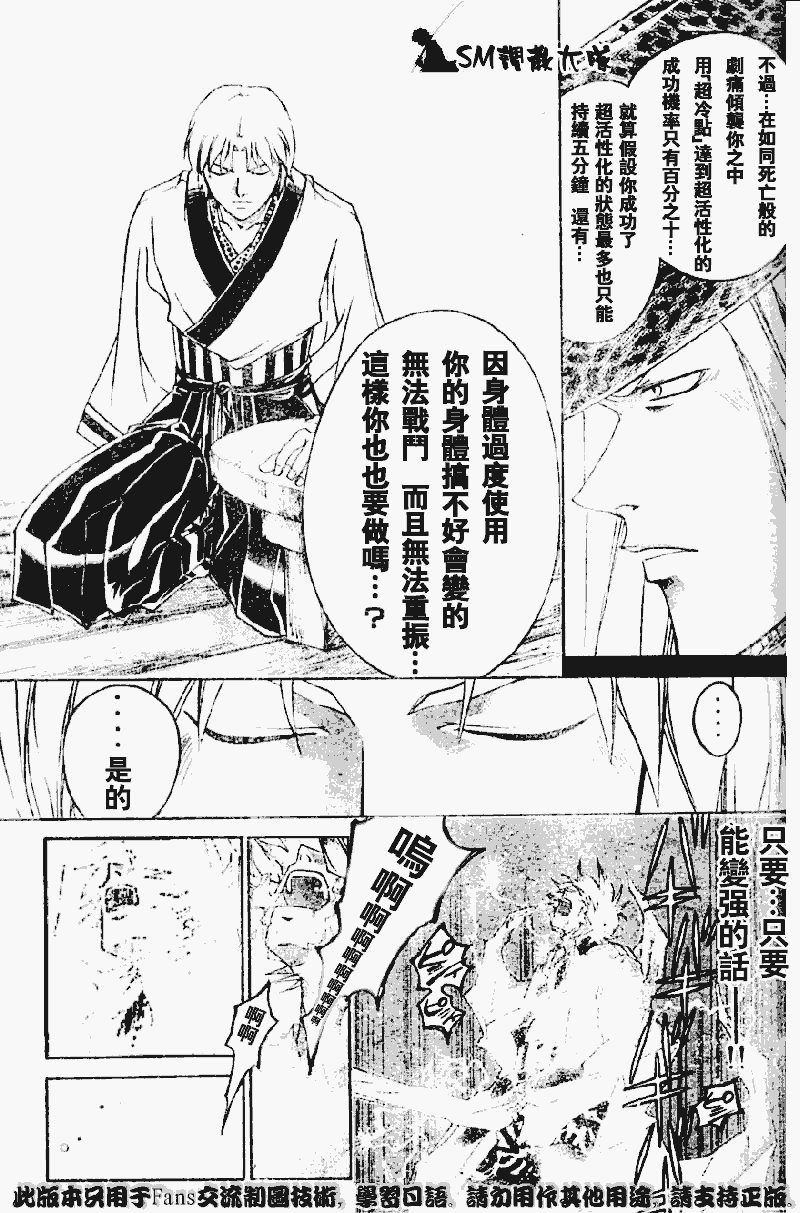 SM調教大隊
不過…在如同死亡般的
劇痛傾襲你之中
用「超冷點」達到超活性化的
成功機率只有百分之十…
就算假設你成功了
超活性化的狀態最多也只能
持續五分鐘 還有…
因身體過度使用
你的身體搞不好會變的
無法戰鬥 而且無法重振…
這樣你也也要做嗎…?
‥‥
‥‥是的
只要…只要
能變强的話——!!
嗚啊啊啊啊啊啊啊啊
啊啊啊
此版本只用于Fans交流制圖技術, 學習日語。請勿用作其他用途, 請支持正版。